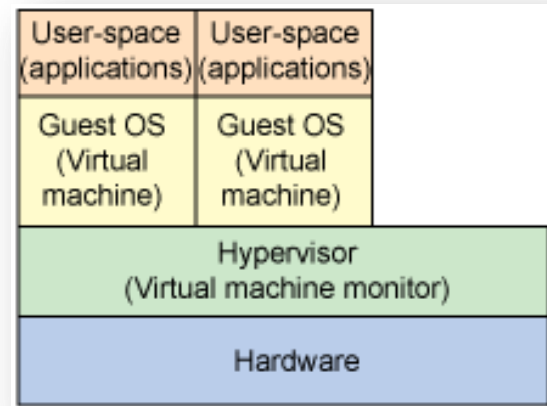 User-space
(applications)
User-space
(applications)
Guest OS
(Virtual
machine)
Guest OS
(Virtual
machine)
Hypervisor
(Virtual machine monitor)
Hardware